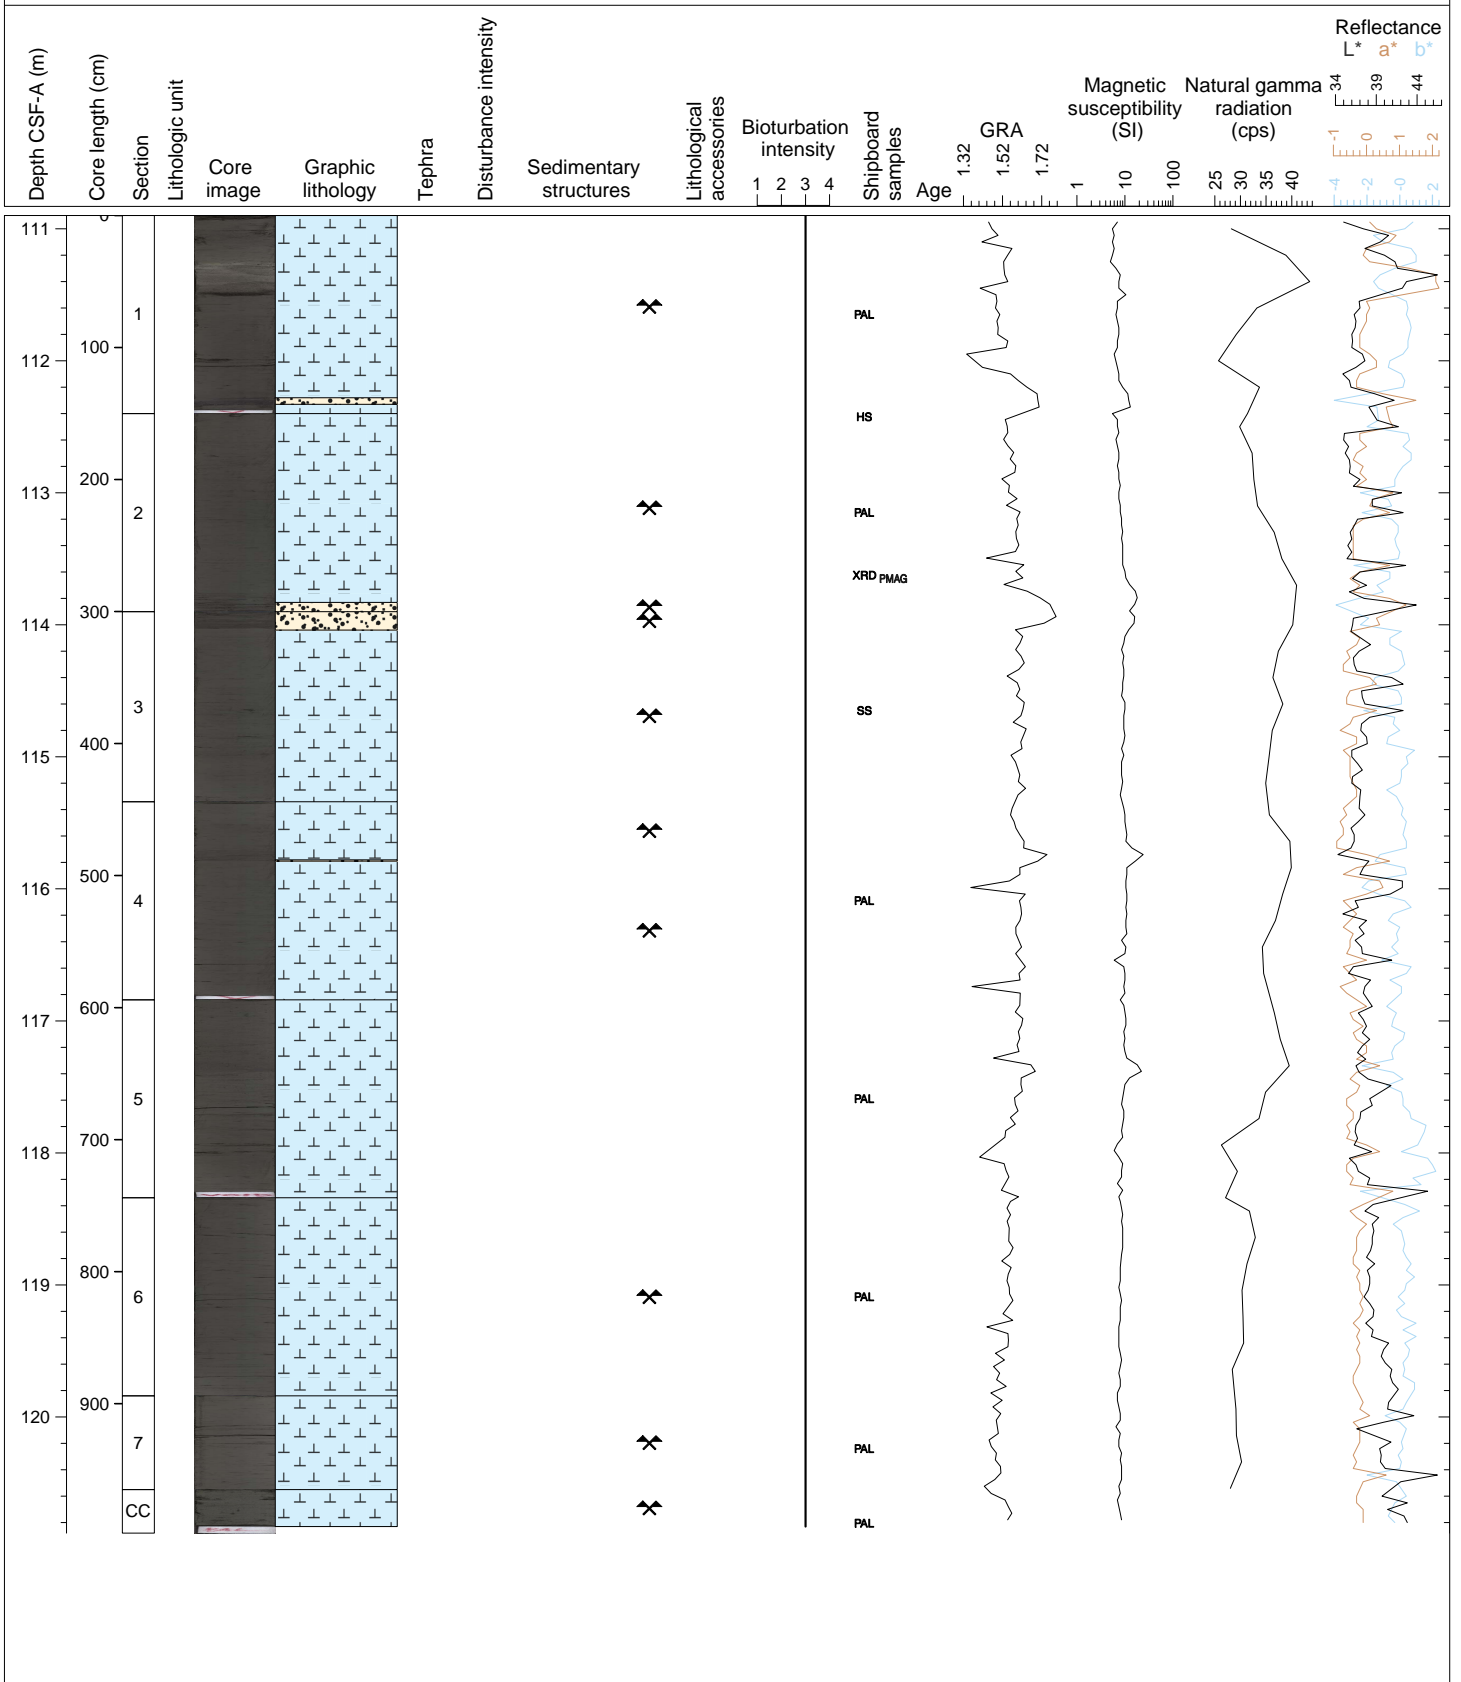 Depth CSF-A (m)
Core length (cm)
Section
Lithologic unit
Core
image
Graphic
lithology
Tephra
Disturbance intensity
Sedimentary
structures
Lithological
accessories
Bioturbation
intensity
1 2 3 4
Shipboard
samples
Age
GRA
1.32 1.52 1.72
Magnetic
susceptibility
(SI)
1 10 100
Natural gamma
radiation
(cps)
25 30 35 40
Reflectance
L* a* b*
34 39 44
-1 0 1 2
-4 -2 -0 2
111
112
113
114
115
116
117
118
119
120
0
100
200
300
400
500
600
700
800
900
1
2
3
4
5
6
7
CC
PAL
HS
PAL
XRD PMAG
SS
PAL
PAL
PAL
PAL
PAL